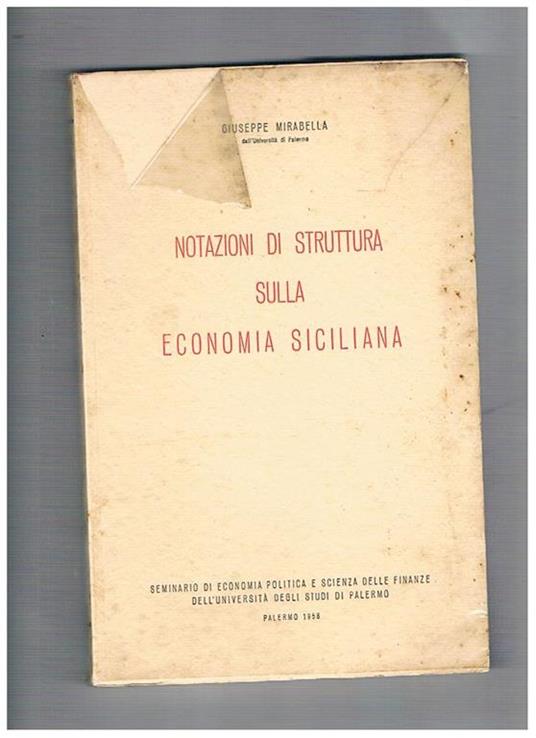 GIUSEPPE MIRABELLA
dell'Università di Palermo
NOTAZIONI DI STRUTTURA
SULLA
ECONOMIA SICILIANA
SEMINARIO DI ECONOMIA POLITICA E SCIENZA DELLE FINANZE
DELL'UNIVERSITÀ DEGLI STUDI DI PALERMO
PALERMO 1958